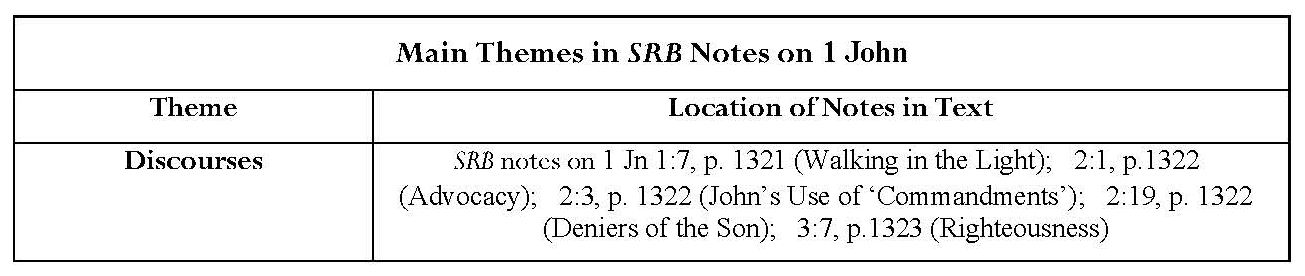 Main Themes in SRB Notes on 1 John
Theme
Location of Notes in Text
Discourses
SRB notes on 1 Jn 1:7, p. 1321 (Walking in the Light); 2:1, p.1322
(Advocacy); 2:3, p. 1322 (John’s Use of ‘Commandments’); 2:19, p. 1322
(Deniers of the Son); 3:7, p.1323 (Righteousness)